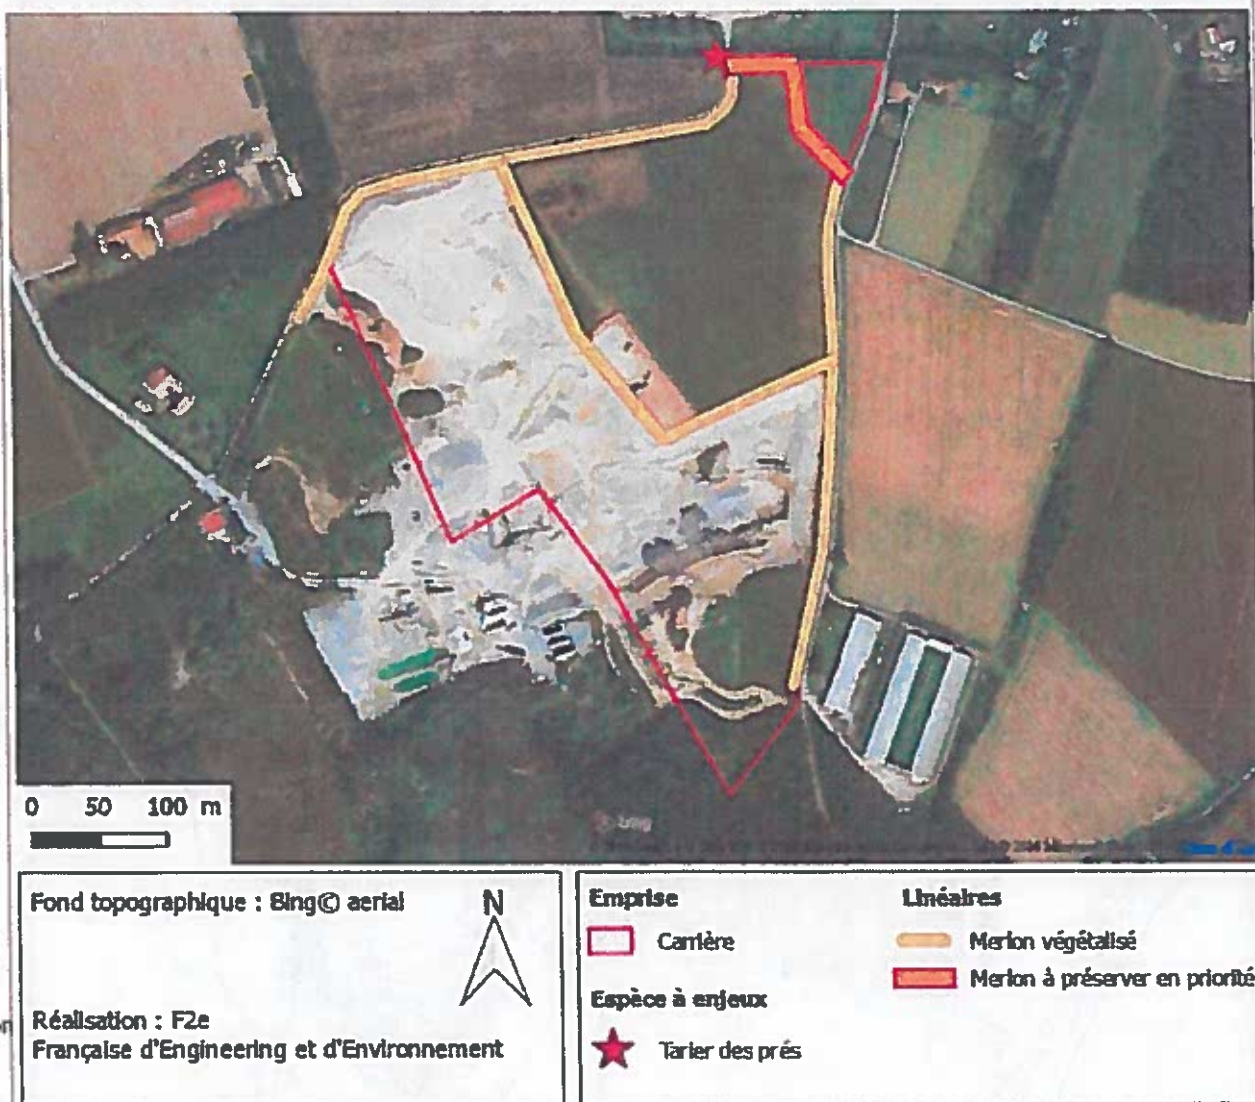 0 50 100 m
Fond topographique : Bing© aerial
N
Réalisation : F2e
Française d'Engineering et d'Environnement
Emprise
Carrière
Espèce à enjeux
Tarier des prés
Linéaires
Merlon végétalisé
Merlon à préserver en priorité